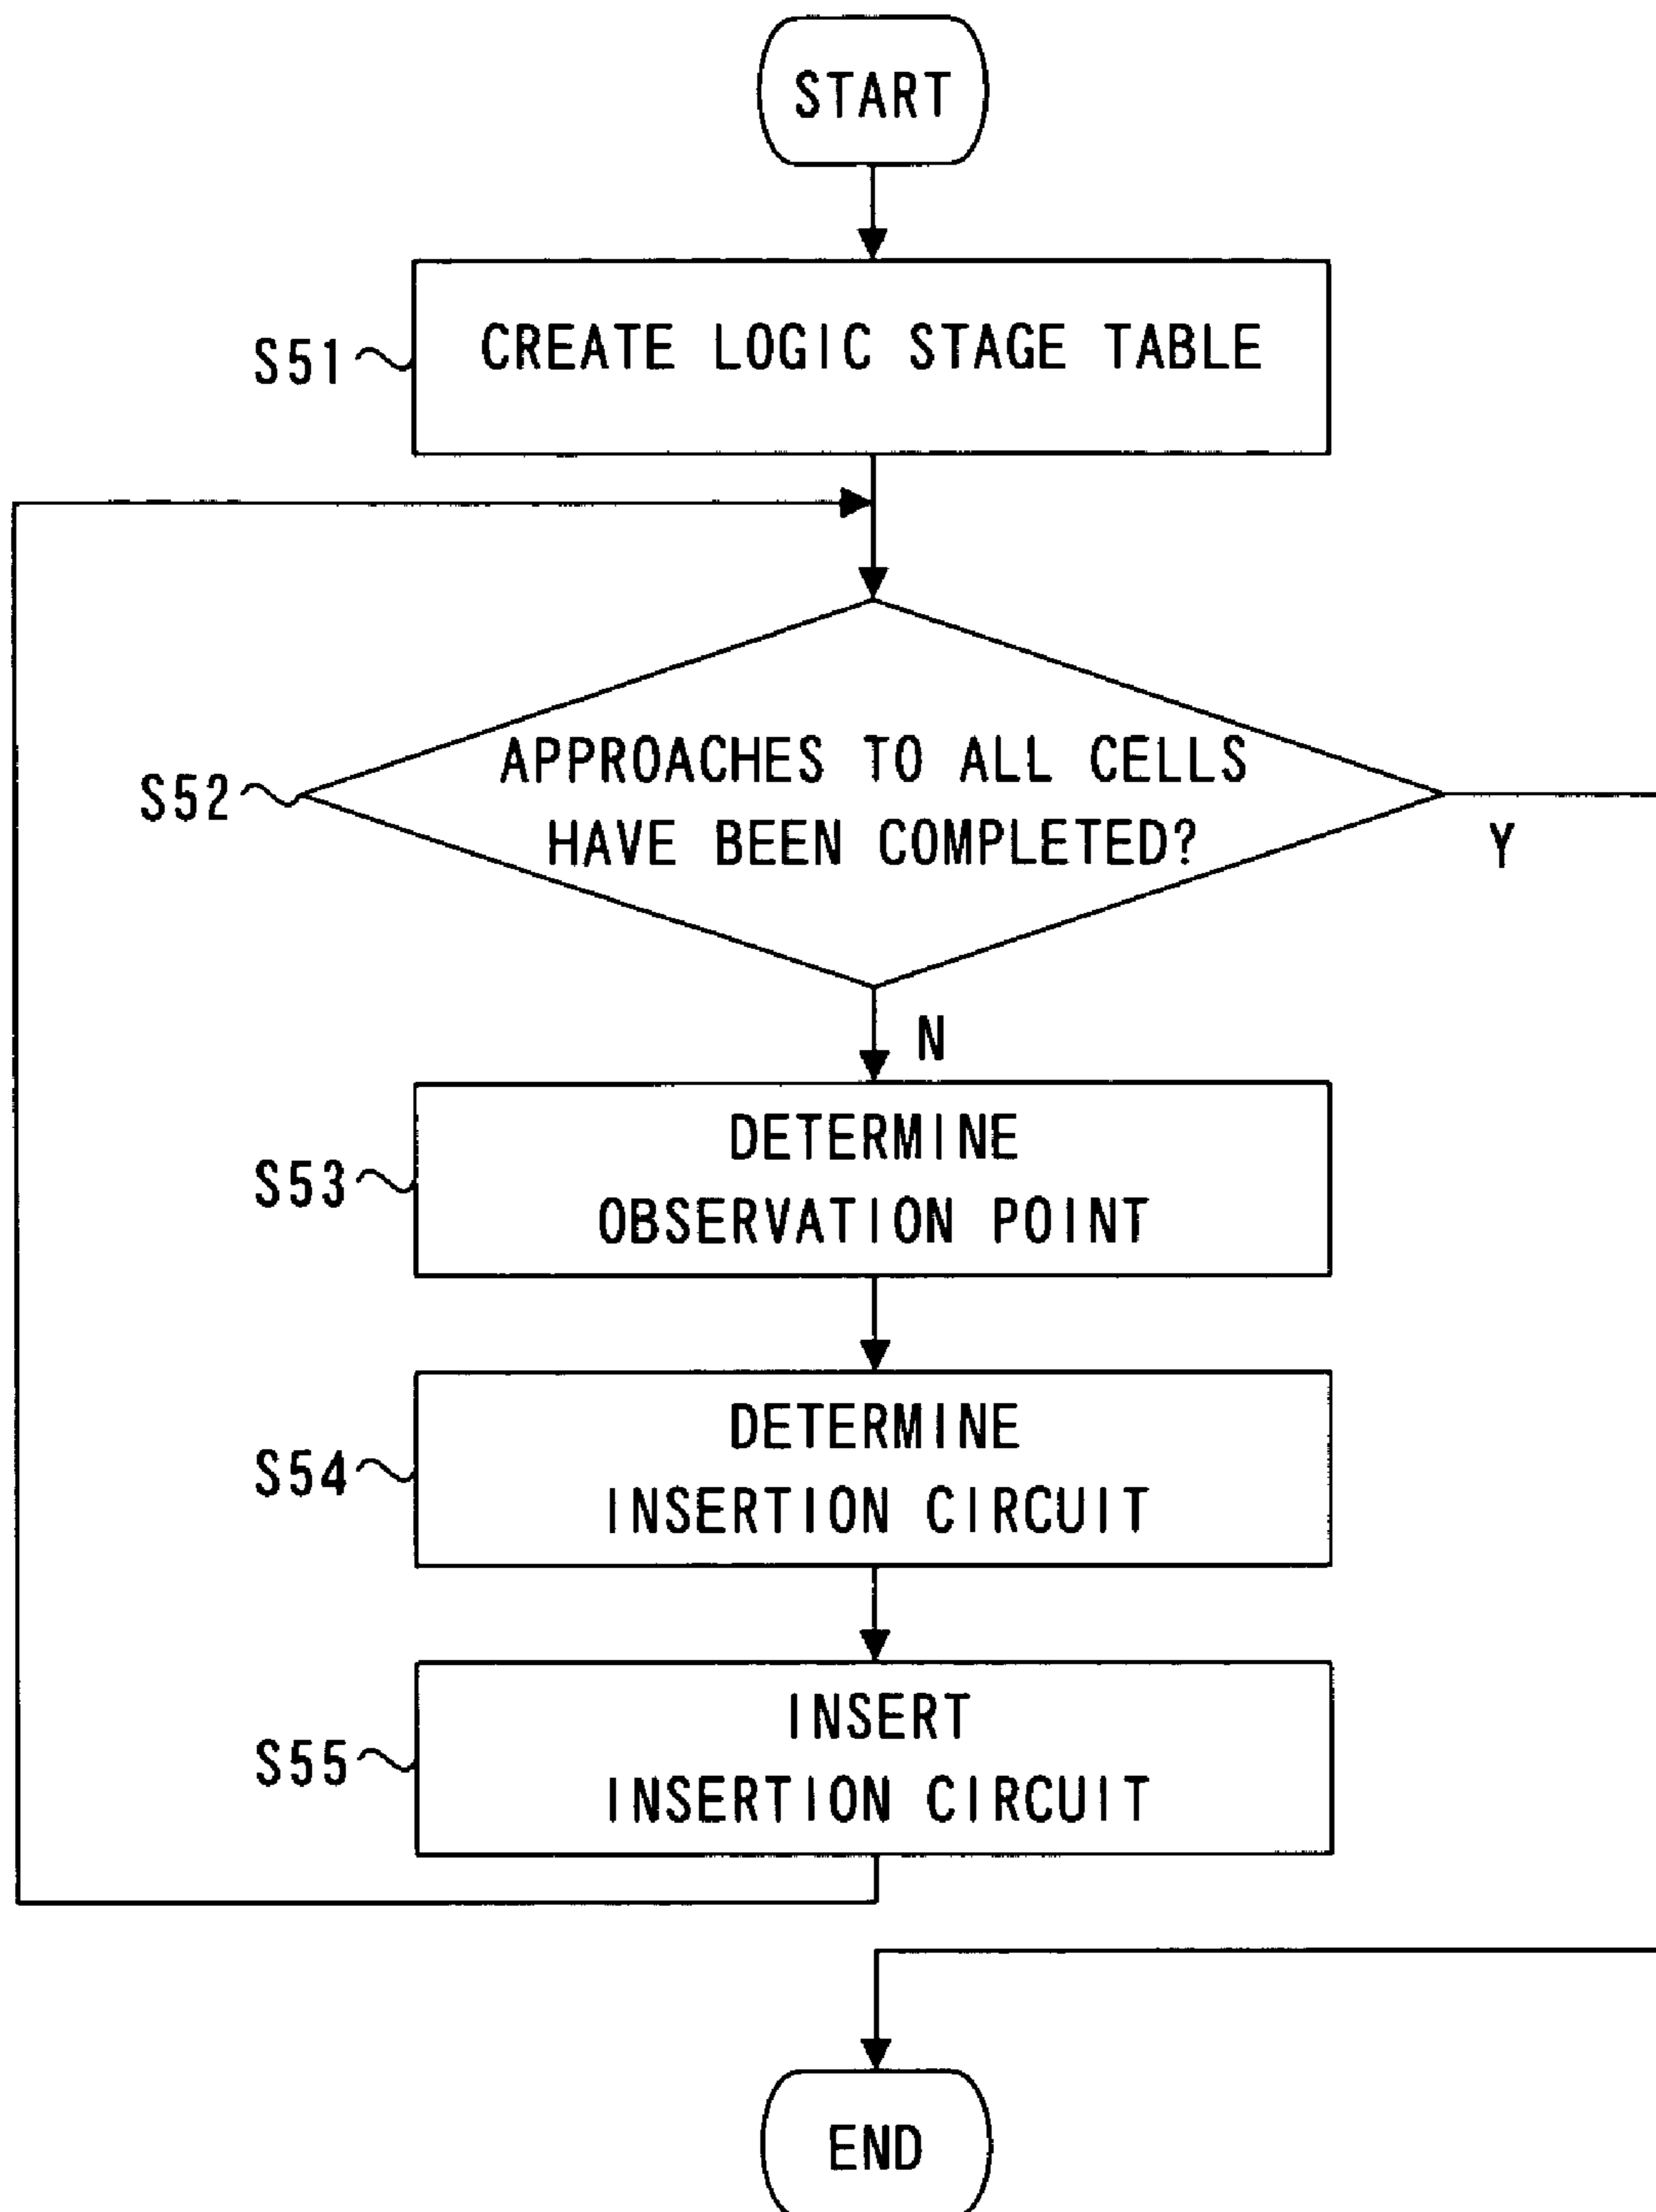 START
S51
CREATE LOGIC STAGE TABLE
S52
APPROACHES TO ALL CELLS
HAVE BEEN COMPLETED?
Y
N
S53
DETERMINE
OBSERVATION POINT
S54
DETERMINE
INSERTION CIRCUIT
S55
INSERT
INSERTION CIRCUIT
END